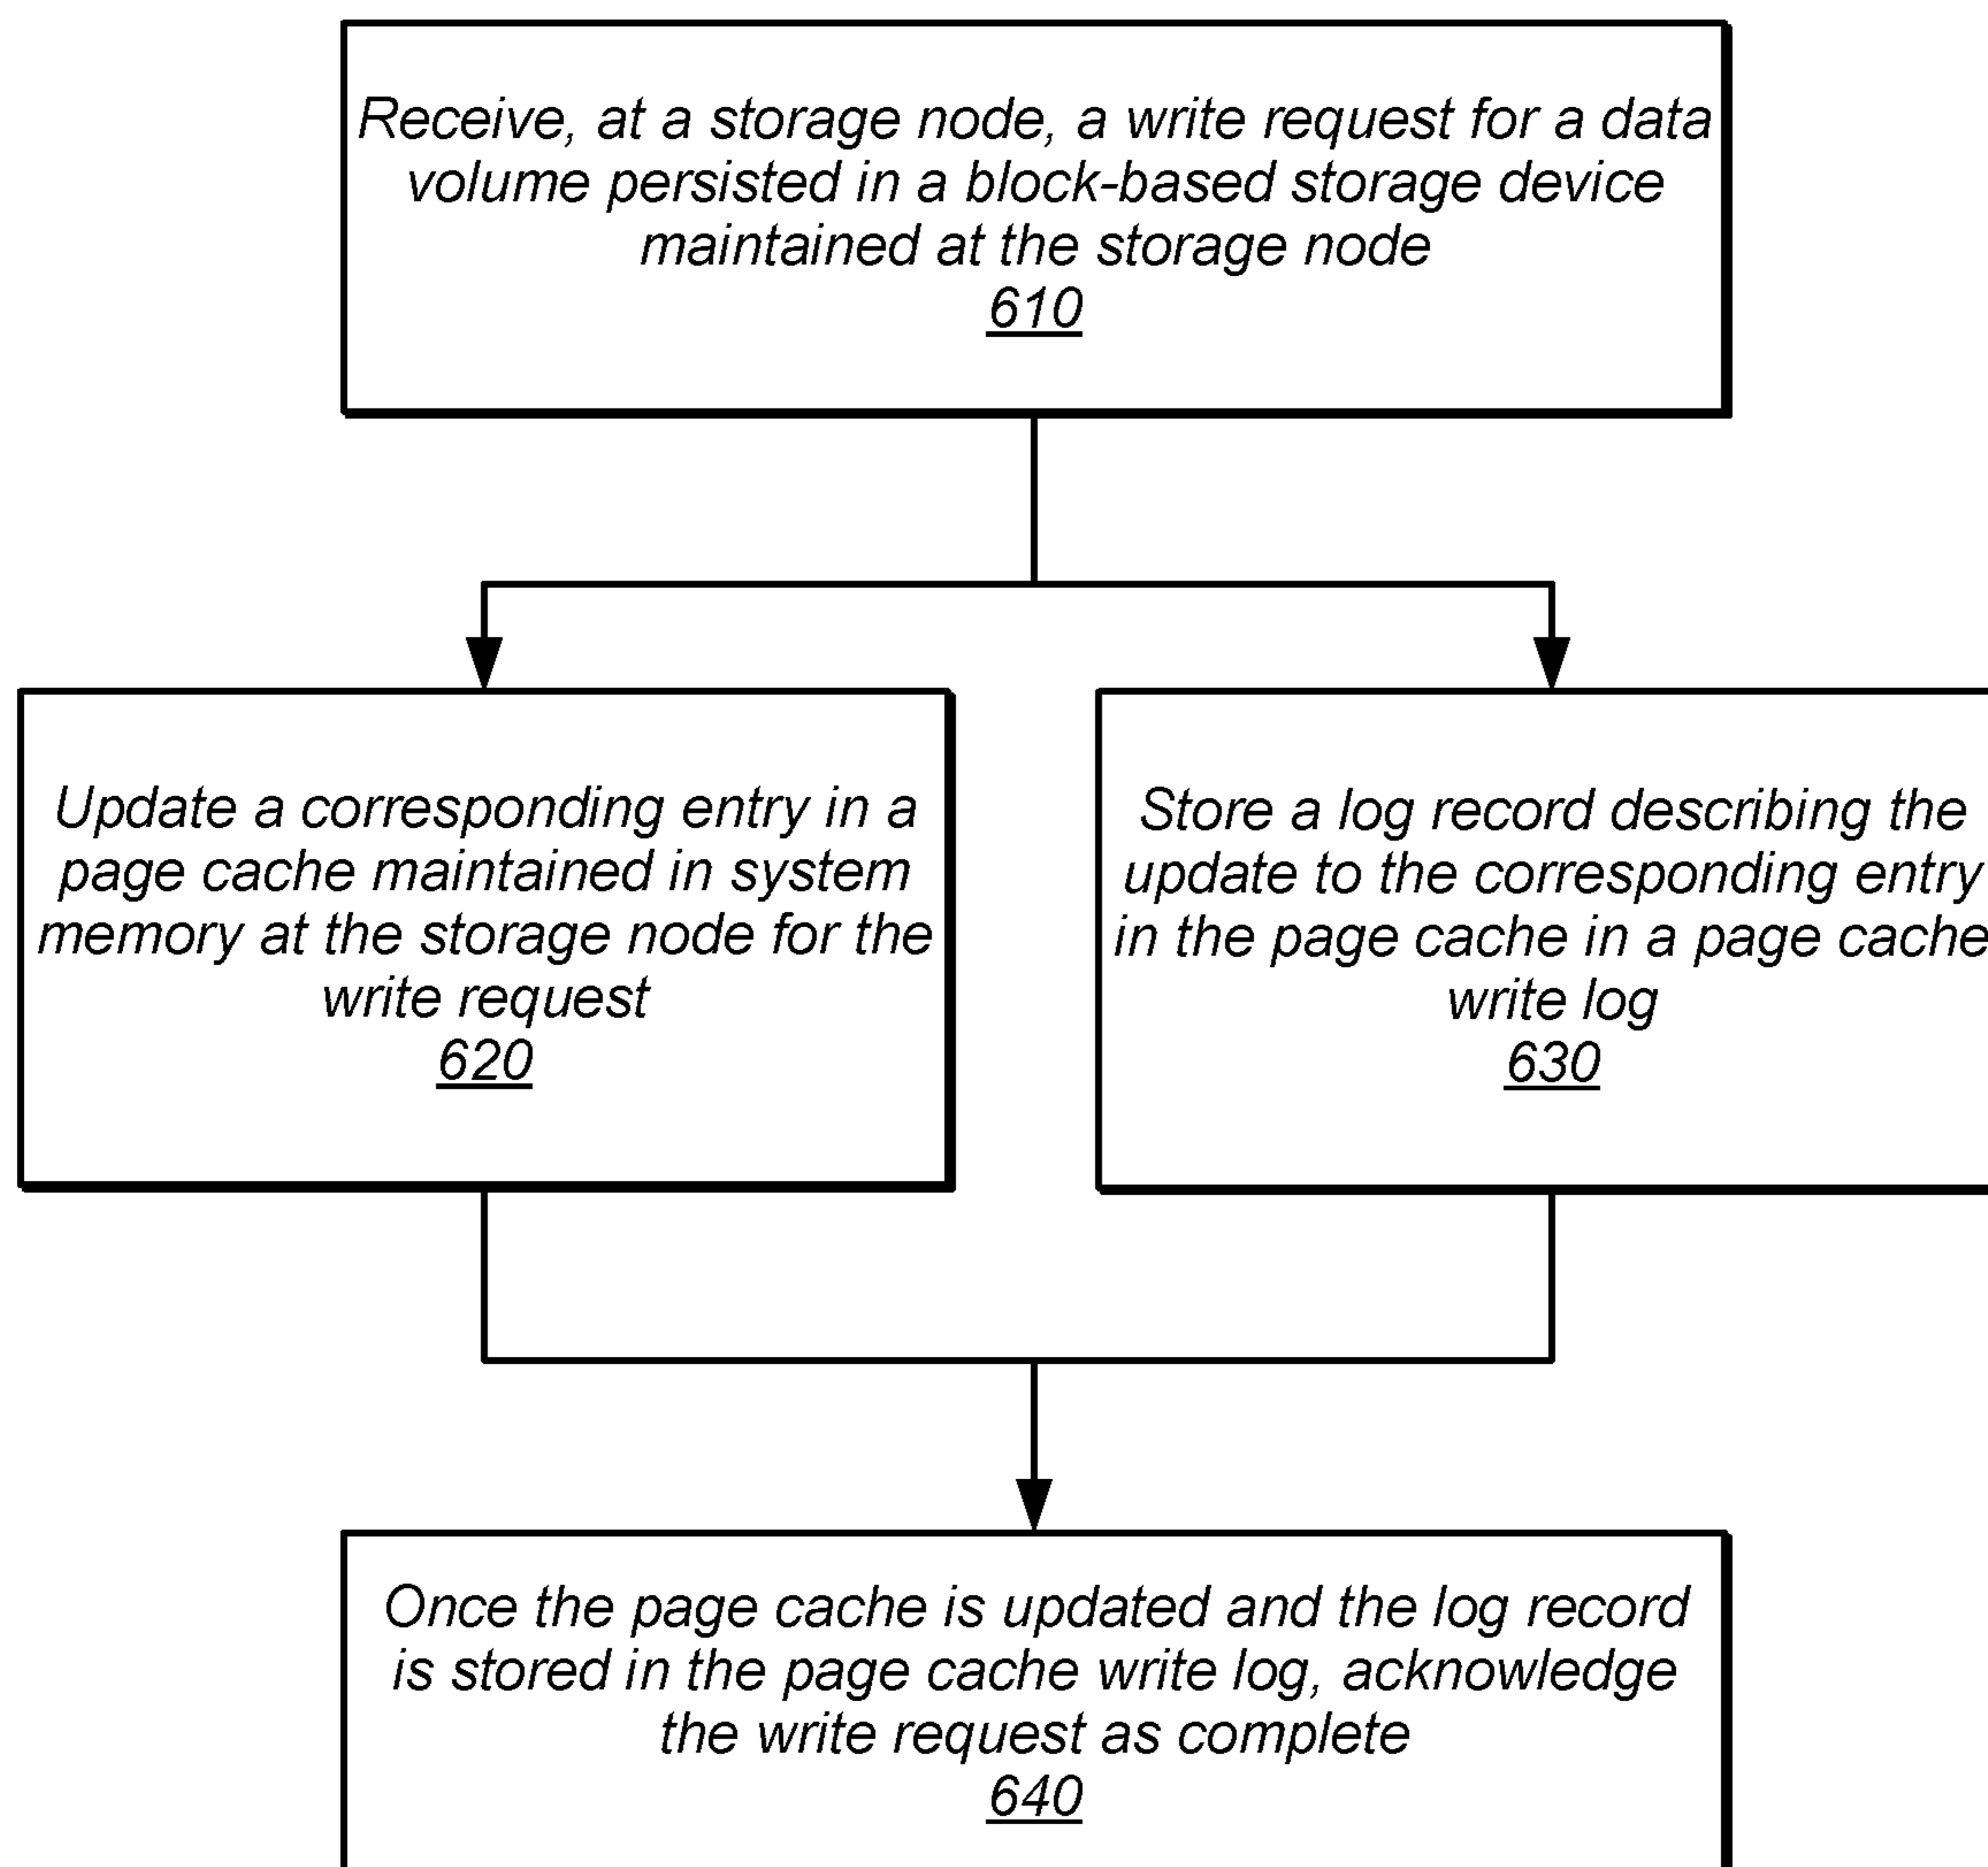 Receive, at a storage node, a write request for a data
volume persisted in a block-based storage device
maintained at the storage node
610
Update a corresponding entry in a
page cache maintained in system
memory at the storage node for the
write request
620
Store a log record describing the
update to the corresponding entry
in the page cache in a page cache
write log
630
Once the page cache is updated and the log record
is stored in the page cache write log, acknowledge
the write request as complete
640